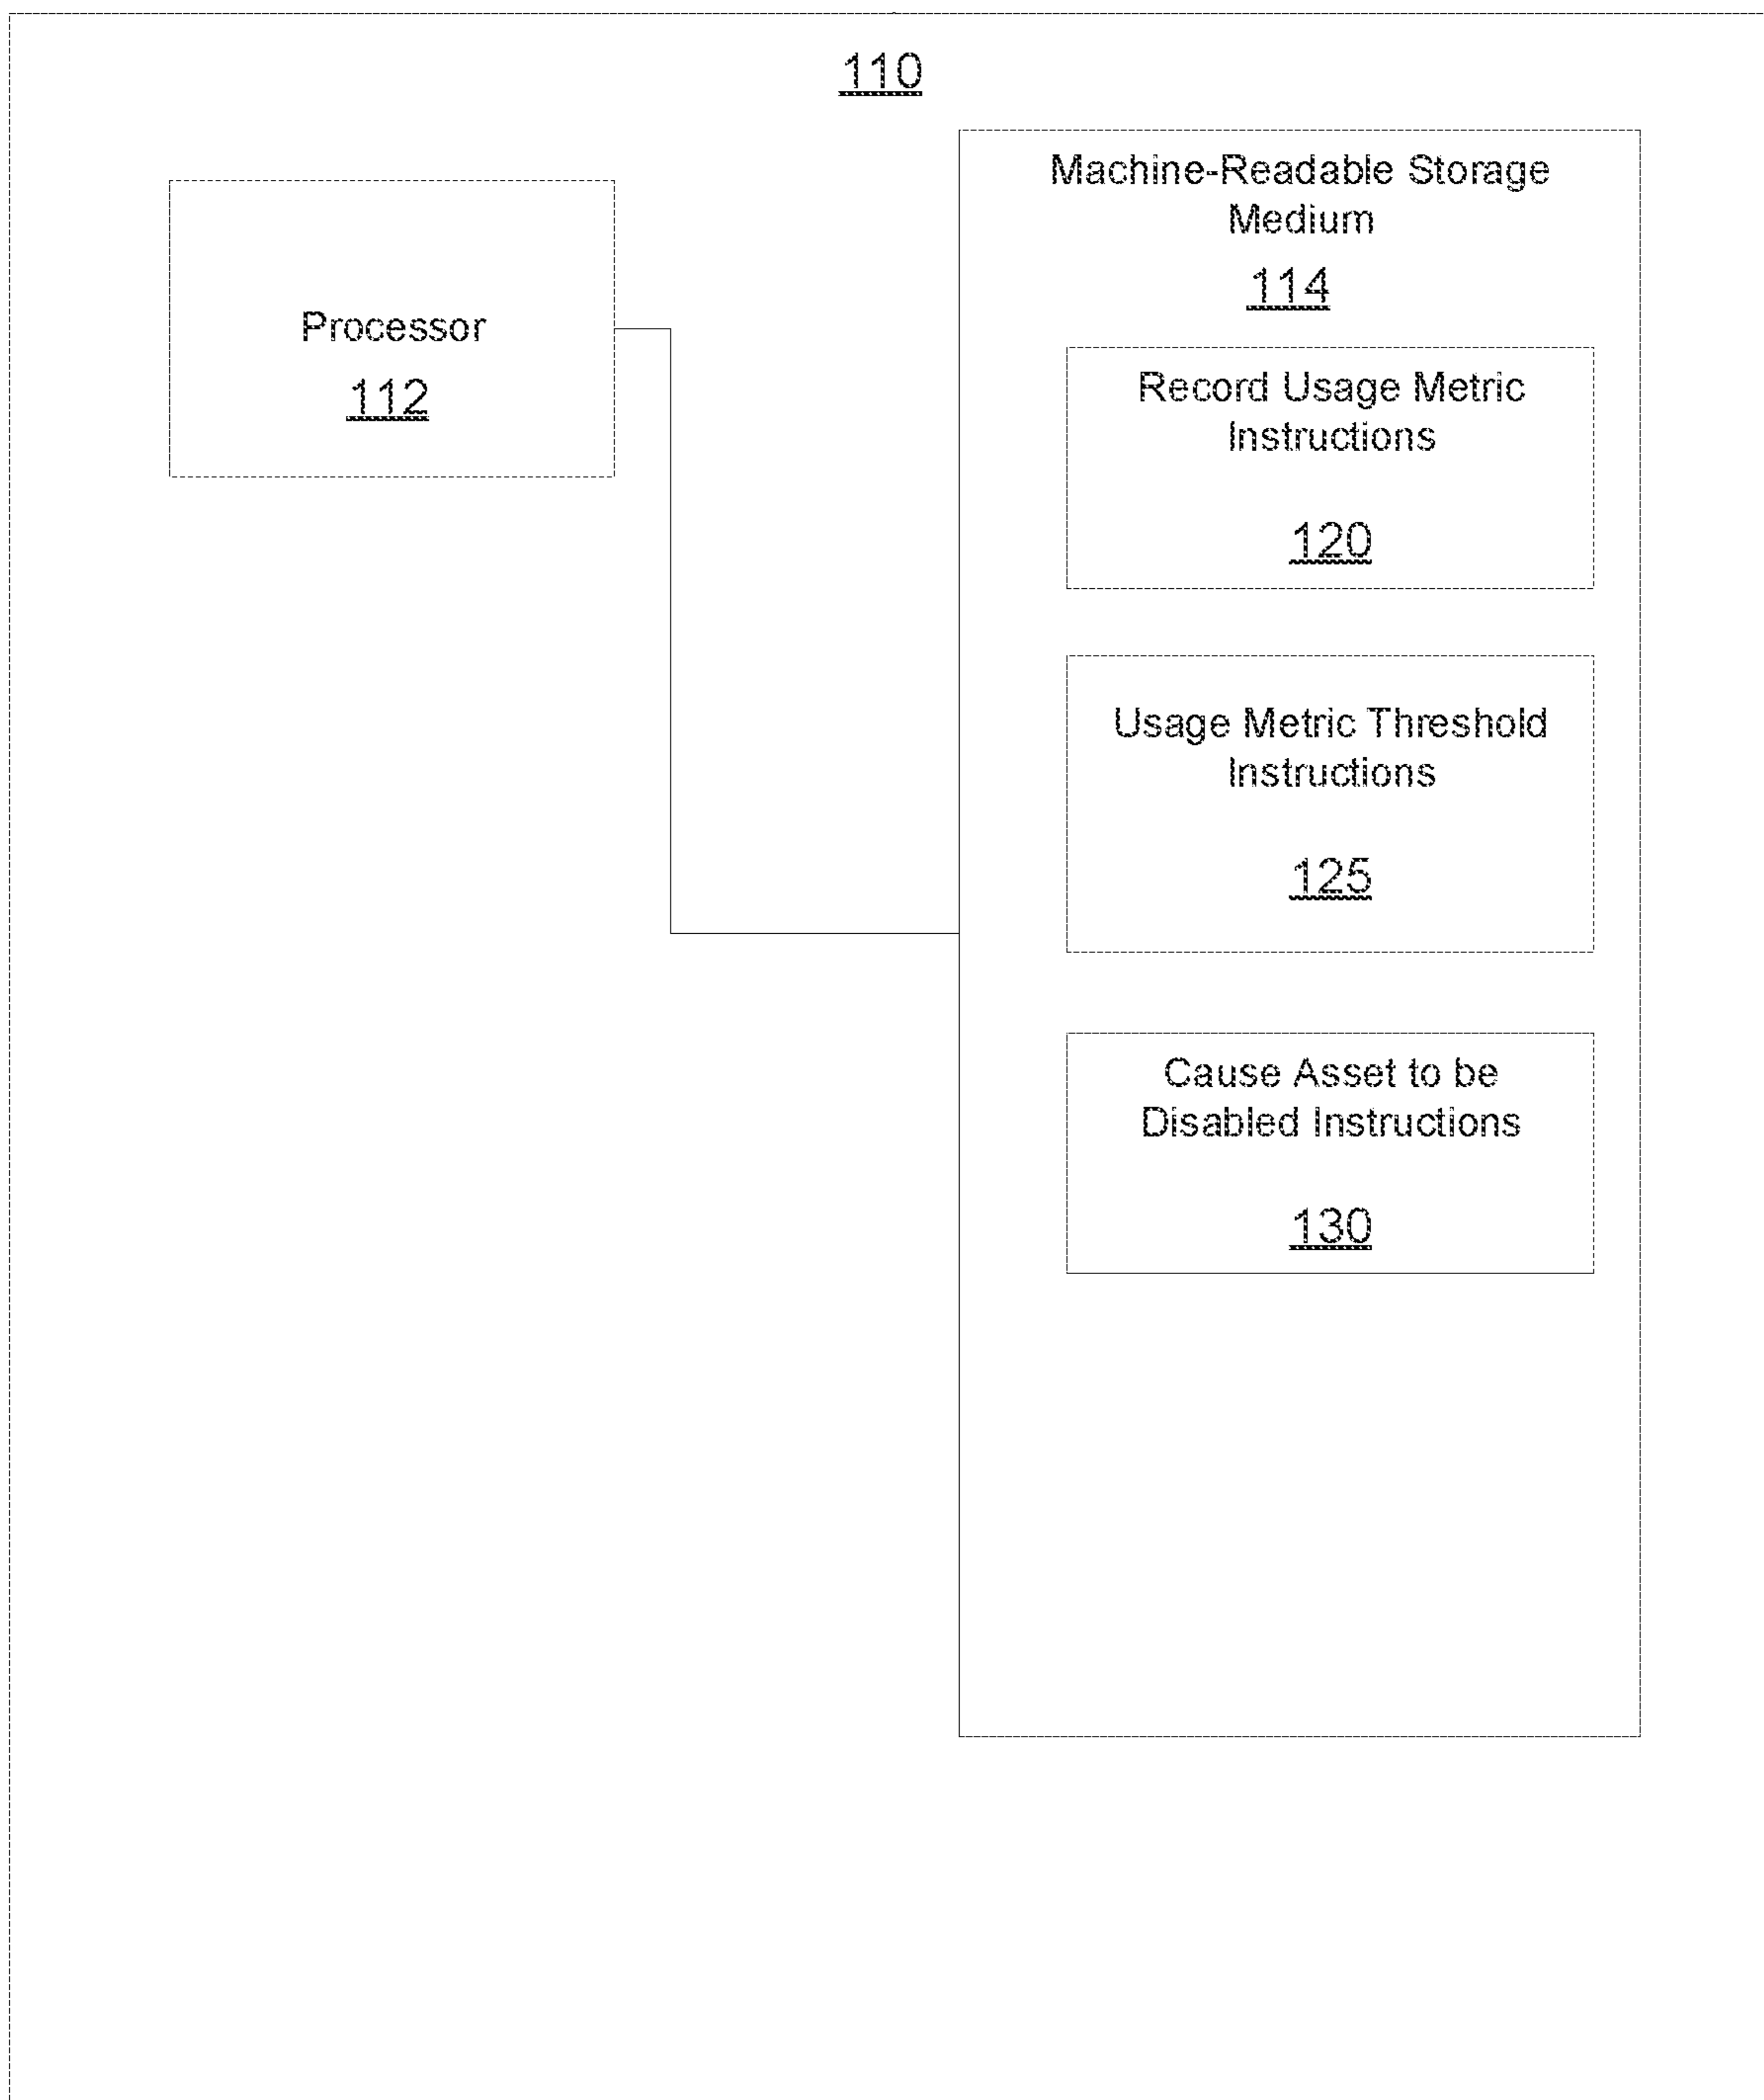 110
Processor
112
Machine-Readable Storage
Medium
114
Record Usage Metric
Instructions
120
Usage Metric Threshold
Instructions
125
Cause Asset to be
Disabled Instructions
130